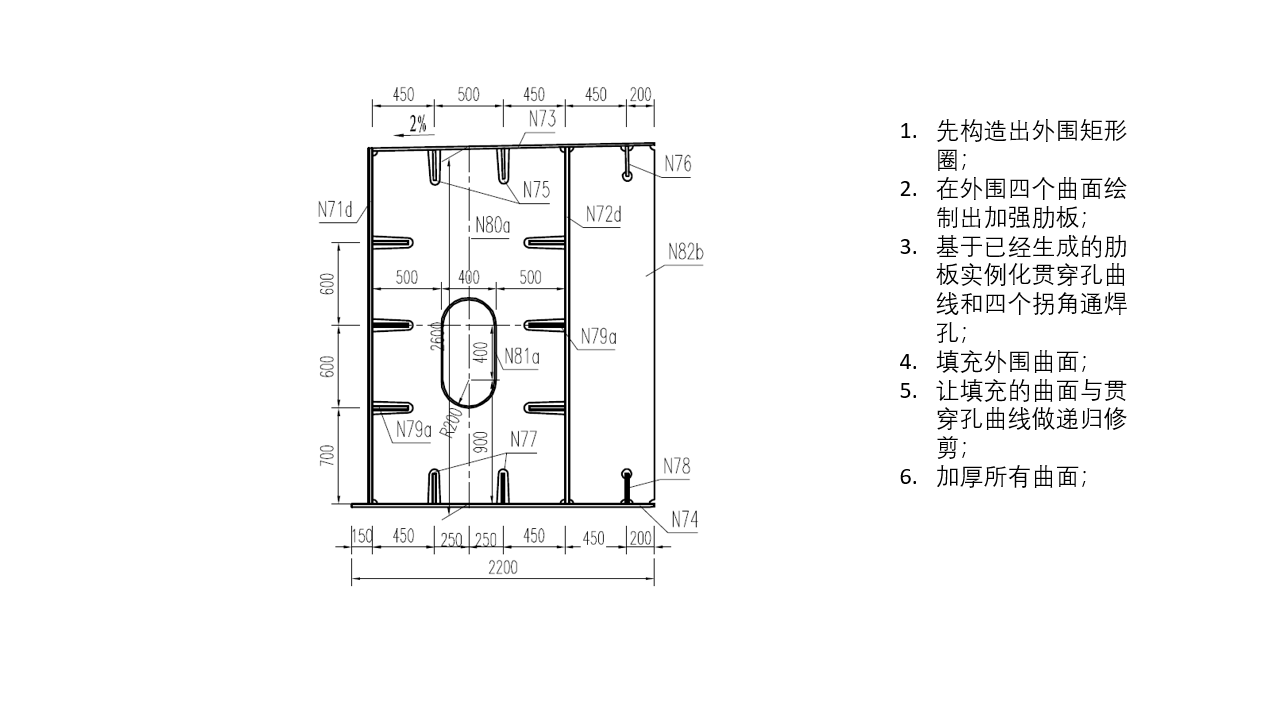 450 500 450 450 200
2%
N73
N76
N75
N71d
N80a
N72d
N82b
600
500 400 500
2600
N79a
600
400
N81a
N79a
R200
N77
700
900
N78
N74
150 450 250 250 450 450 200
2200
1. 先构造出外围矩形
圈；
2. 在外围四个曲面绘
制出加强肋板；
3. 基于已经生成的肋
板实例化贯穿孔曲
线和四个拐角通焊
孔；
4. 填充外围曲面；
5. 让填充的曲面与贯
穿孔曲线做递归修
剪；
6. 加厚所有曲面；